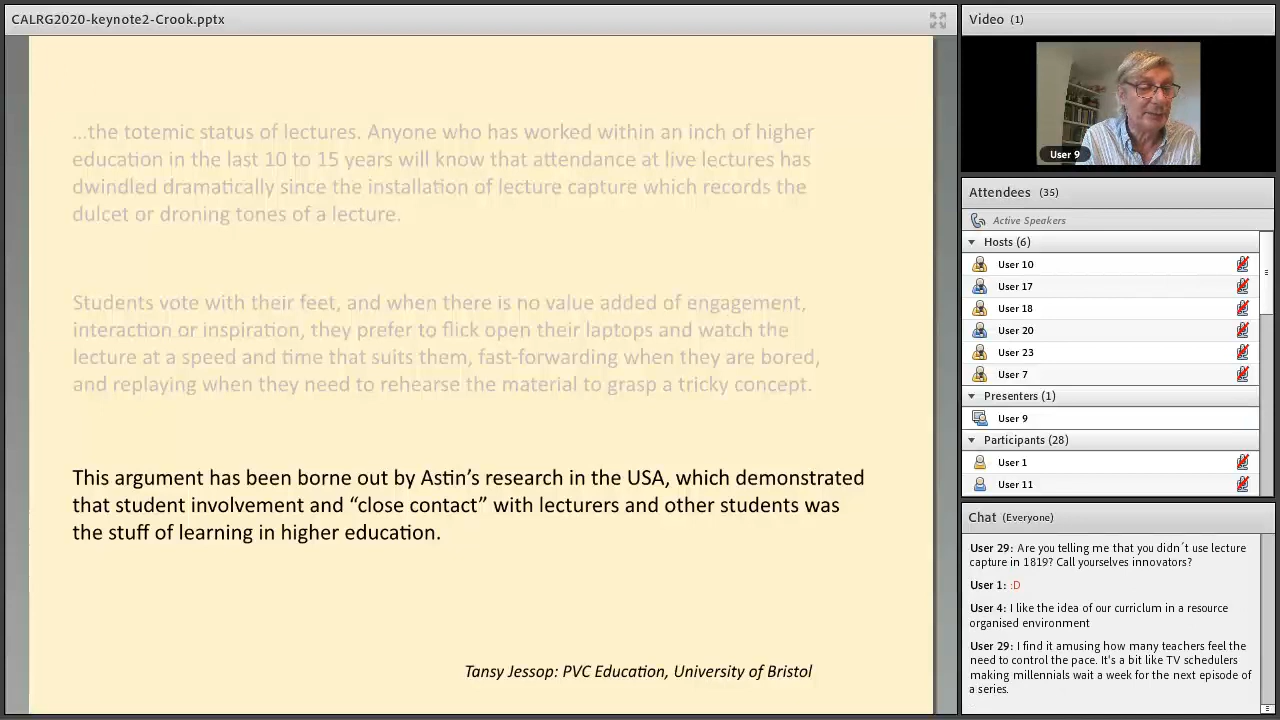 CALRG2020-keynote2-Crook.pptx
...the totemic status of lectures. Anyone who has worked within an inch of higher
education in the last 10 to 15 years will know that attendance at live lectures has
dwindled dramatically since the installation of lecture capture which records the
dulcet or droning tones of a lecture.
Students vote with their feet, and when there is no value added of engagement,
interaction or inspiration, they prefer to flick open their laptops and watch the
lecture at a speed and time that suits them, fast-forwarding when they are bored,
and replaying when they need to rehearse the material to grasp a tricky concept.
This argument has been borne out by Astin’s research in the USA, which demonstrated
that student involvement and “close contact” with lecturers and other students was
the stuff of learning in higher education.
Tansy Jessop: PVC Education, University of Bristol
Video (1)
User 9
Attendees (35)
Active Speakers
Hosts (6)
User 10
User 17
User 18
User 20
User 23
User 7
Presenters (1)
User 9
Participants (28)
User 1
User 11
Chat (Everyone)
User 29: Are you telling me that you didn´t use lecture
capture in 1819? Call yourselves innovators?
User 1: :D
User 4: I like the idea of our curriclum in a resource
organised environment
User 29: I find it amusing how many teachers feel the
need to control the pace. It's a bit like TV schedulers
making millennials wait a week for the next episode of
a series.